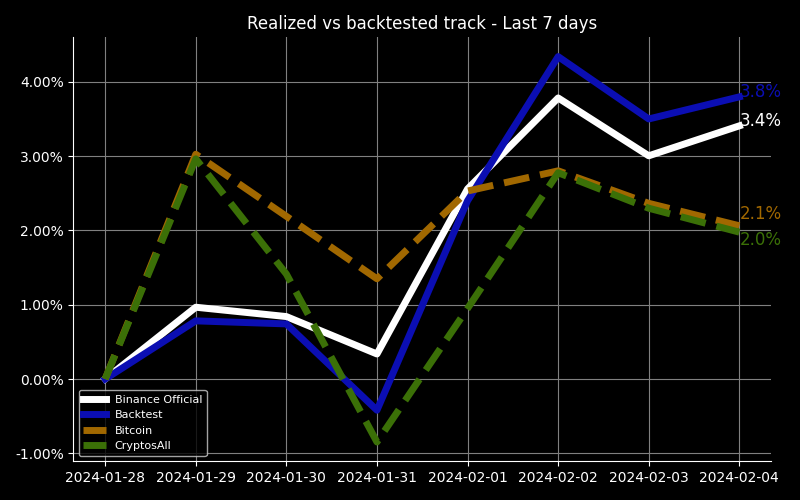 Realized vs backtested track - Last 7 days
4.00%
3.00%
2.00%
1.00%
0.00%
-1.00%
3.8%
3.4%
2.1%
2.0%
Binance Official
Backtest
Bitcoin
CryptosAll
2024-01-28 2024-01-29 2024-01-30 2024-01-31 2024-02-01 2024-02-02 2024-02-03 2024-02-04